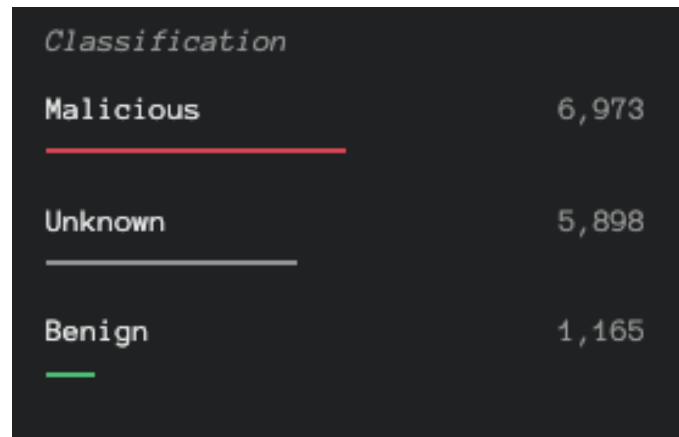 Classification
Malicious 6,973
Unknown 5,898
Benign 1,165